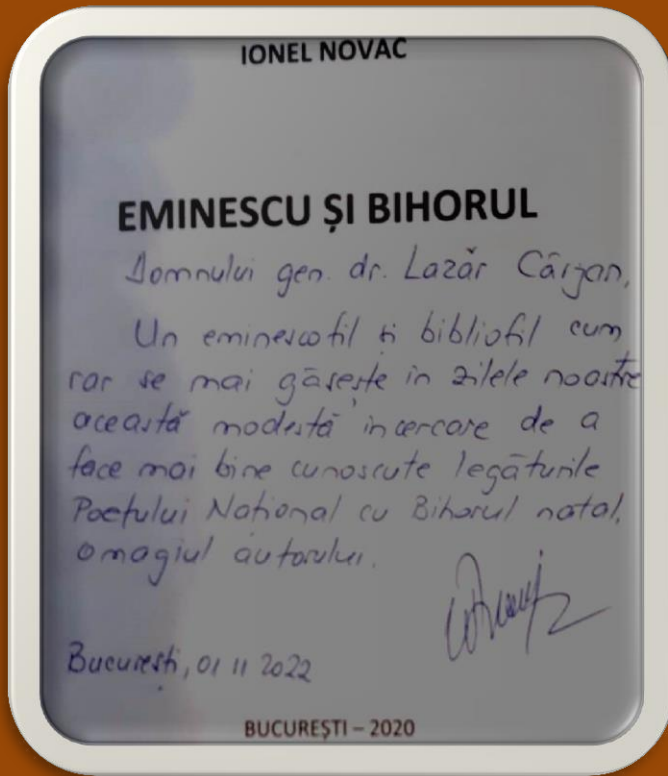 IONEL NOVAC
EMINESCU ȘI BIHORUL
Domnului gen. dr. Lazăr Cârjan,
Un eminescofil și bibliofil cum
rar se mai găsește în zilele noastre
această modestă încercare de a
face mai bine cunoscute legăturile
Poetului Național cu Bihorul natal.
Omagiul autorului.
București, 01 11 2022
BUCUREȘTI – 2020